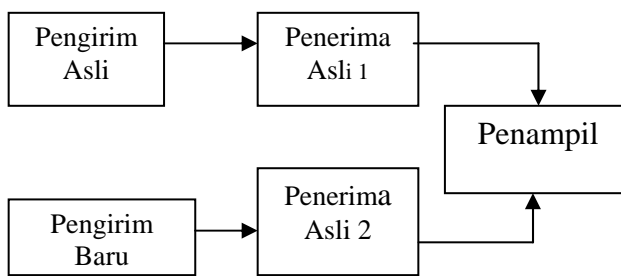 Pengirim
Asli
Penerima
Asli 1
Penampil
Pengirim
Baru
Penerima
Asli 2